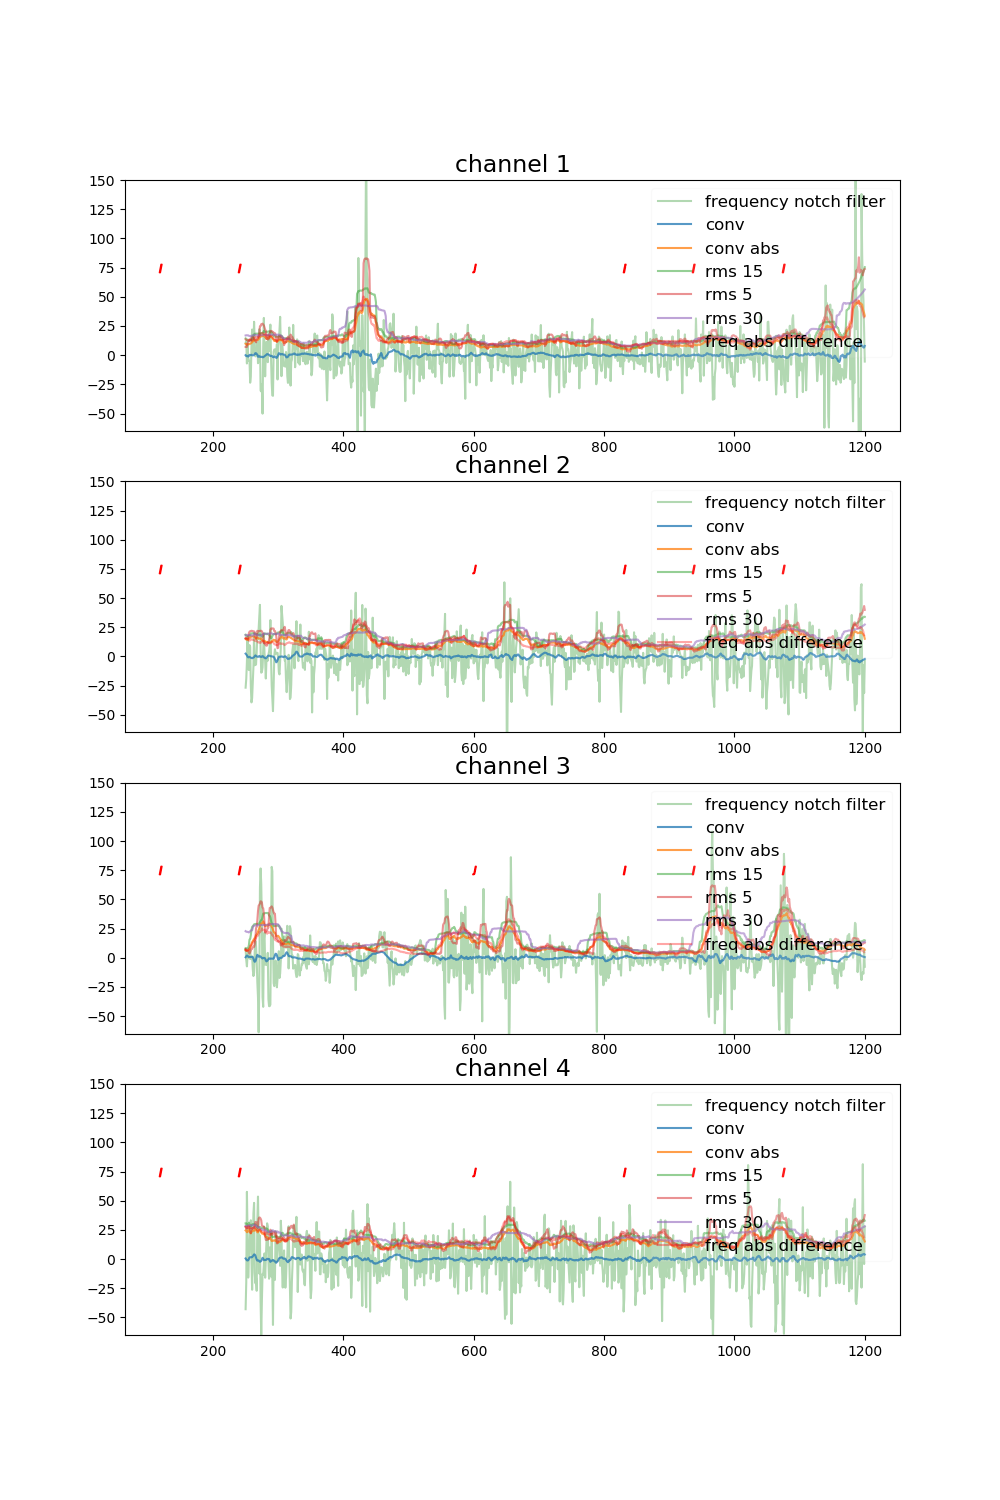 channel 1
150
125
100
75
50
25
0
−25
−50
frequency notch filter
conv
conv abs
rms 15
rms 5
rms 30
freq abs difference
200 400 600 800 1000 1200
channel 2
150
125
100
75
50
25
0
−25
−50
frequency notch filter
conv
conv abs
rms 15
rms 5
rms 30
freq abs difference
200 400 600 800 1000 1200
channel 3
150
125
100
75
50
25
0
−25
−50
frequency notch filter
conv
conv abs
rms 15
rms 5
rms 30
freq abs difference
200 400 600 800 1000 1200
channel 4
150
125
100
75
50
25
0
−25
−50
frequency notch filter
conv
conv abs
rms 15
rms 5
rms 30
freq abs difference
200 400 600 800 1000 1200